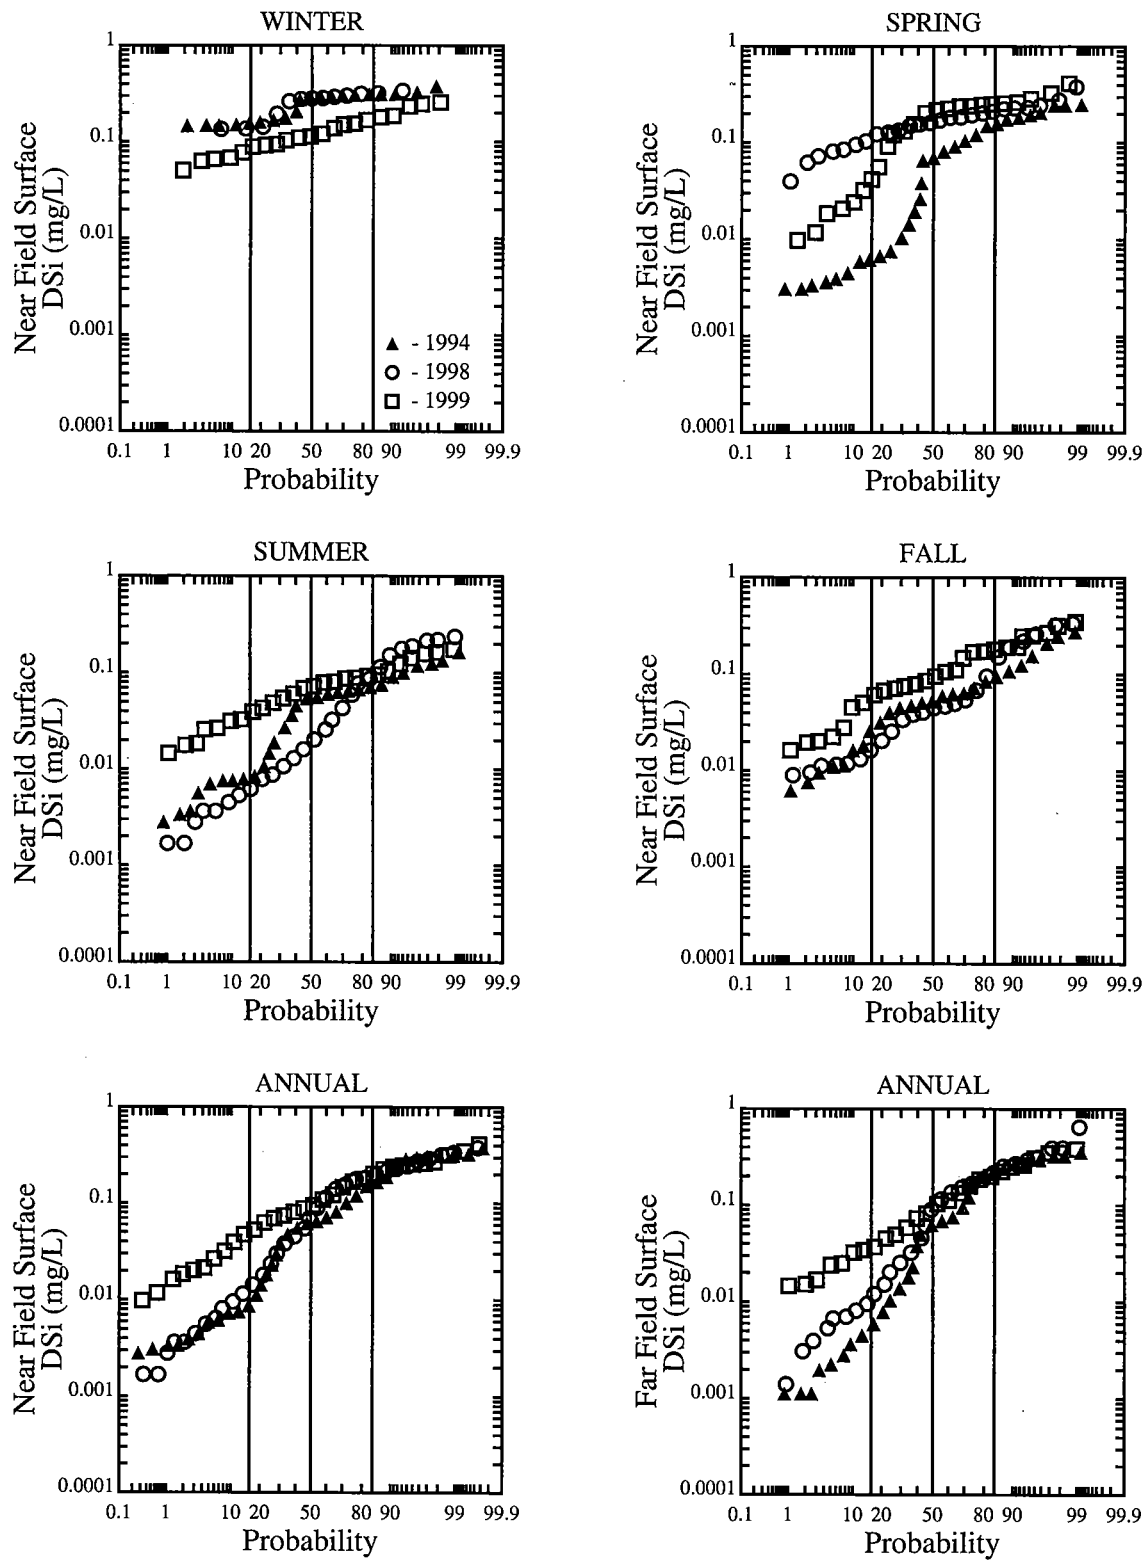 WINTER
1
0.1
0.01
0.001
0.0001
Near Field Surface
DSi (mg/L)
▲ - 1994
○ - 1998
□ - 1999
0.1 1 10 20 50 80 90 99 99.9
Probability
SPRING
1
0.1
0.01
0.001
0.0001
Near Field Surface
DSi (mg/L)
0.1 1 10 20 50 80 90 99 99.9
Probability
SUMMER
1
0.1
0.01
0.001
0.0001
Near Field Surface
DSi (mg/L)
0.1 1 10 20 50 80 90 99 99.9
Probability
FALL
1
0.1
0.01
0.001
0.0001
Near Field Surface
DSi (mg/L)
0.1 1 10 20 50 80 90 99 99.9
Probability
ANNUAL
1
0.1
0.01
0.001
0.0001
Near Field Surface
DSi (mg/L)
0.1 1 10 20 50 80 90 99 99.9
Probability
ANNUAL
1
0.1
0.01
0.001
0.0001
Far Field Surface
DSi (mg/L)
0.1 1 10 20 50 80 90 99 99.9
Probability